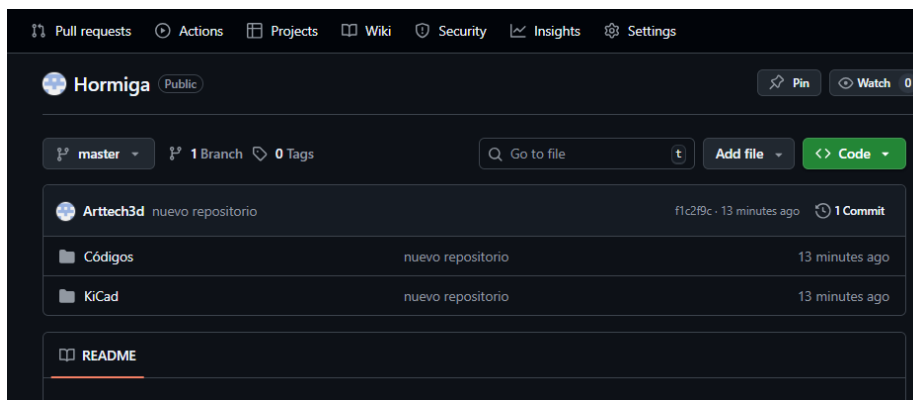 Pull requests Actions Projects Wiki Security Insights Settings
Hormiga Public Pin Watch 0
master 1 Branch 0 Tags Go to file t Add file <> Code
Arttech3d nuevo repositorio f1c2f9c · 13 minutes ago 1 Commit
Códigos nuevo repositorio 13 minutes ago
KiCad nuevo repositorio 13 minutes ago
README